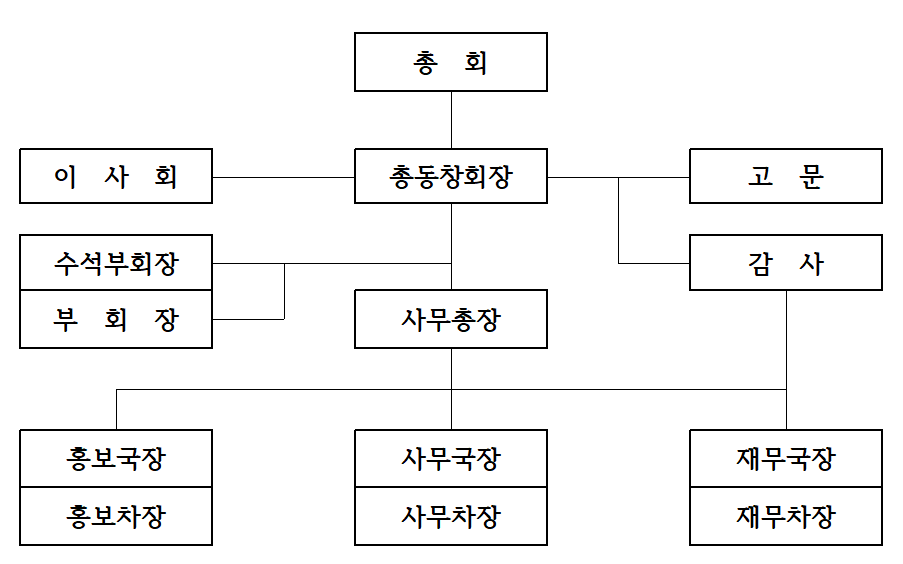 총 회
이 사 회
총동창회장
고 문
수석부회장
감 사
부 회 장
사무총장
홍보국장
사무국장
재무국장
홍보차장
사무차장
재무차장